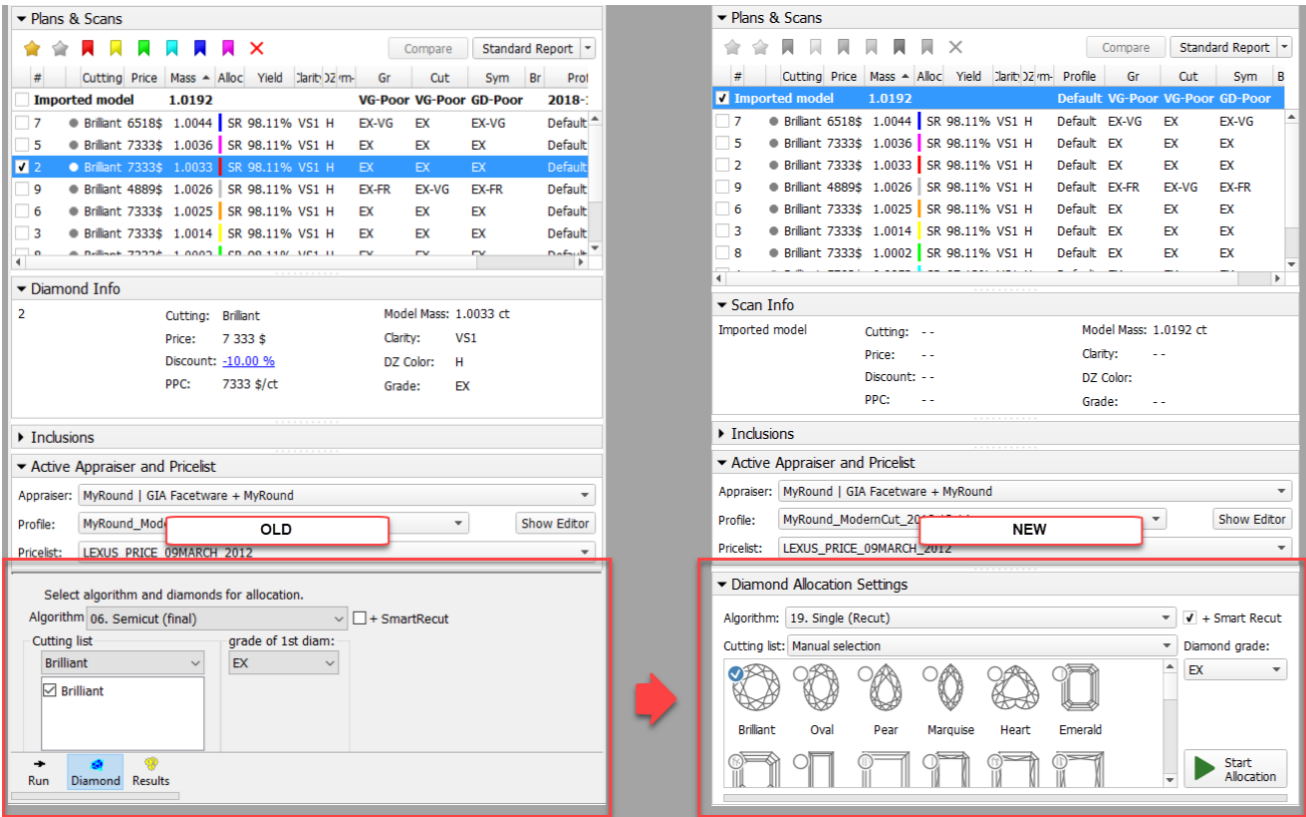 Plans & Scans
Compare Standard Report
# Cutting Price Mass Alloc Yield Gr Cut Sym Br
Imported model 1.0192 VG-Poor VG-Poor GD-Poor
7 Brilliant 6518$ 1.0044 SR 98.11% VS1 H EX-VG EX EX-VG Default
5 Brilliant 7333$ 1.0036 SR 98.11% VS1 H EX EX EX Default
2 Brilliant 7333$ 1.0033 SR 98.11% VS1 H EX EX EX Default
9 Brilliant 4889$ 1.0026 SR 98.11% VS1 H EX-FR EX-VG EX-FR Default
6 Brilliant 7333$ 1.0025 SR 98.11% VS1 H EX EX EX Default
3 Brilliant 7333$ 1.0014 SR 98.11% VS1 H EX EX EX Default
Diamond Info
2 Cutting: Brilliant Model Mass: 1.0033 ct
Price: 7 333 $ Clarity: VS1
Discount: -10.00 % DZ Color: H
PPC: 7333 $/ct Grade: EX
Inclusions
Active Appraiser and Pricelist
Appraiser: MyRound | GIA Facetware + MyRound
Profile: Show Editor
OLD
Pricelist: LEXUS_PRICE_09MARCH_2012
Select algorithm and diamonds for allocation.
Algorithm 06. Semicut (final) + SmartRecut
Cutting list grade of 1st diam:
Brilliant EX
Brilliant
Run Diamond Results
Plans & Scans
Compare Standard Report
# Cutting Price Mass Alloc Yield Profile Gr Cut Sym B
Imported model 1.0192 Default VG-Poor VG-Poor GD-Poor
7 Brilliant 6518$ 1.0044 SR 98.11% VS1 H Default EX-VG EX EX-VG
5 Brilliant 7333$ 1.0036 SR 98.11% VS1 H Default EX EX EX
2 Brilliant 7333$ 1.0033 SR 98.11% VS1 H Default EX EX EX
9 Brilliant 4889$ 1.0026 SR 98.11% VS1 H Default EX-FR EX-VG EX-FR
6 Brilliant 7333$ 1.0025 SR 98.11% VS1 H Default EX EX EX
3 Brilliant 7333$ 1.0014 SR 98.11% VS1 H Default EX EX EX
8 Brilliant 7333$ 1.0002 SR 98.11% VS1 H Default EX EX EX
Scan Info
Imported model Cutting: - - Model Mass: 1.0192 ct
Price: - - Clarity: - -
Discount: - - DZ Color:
PPC: - - Grade: - -
Inclusions
Active Appraiser and Pricelist
Appraiser: MyRound | GIA Facetware + MyRound
Profile: Show Editor
NEW
Pricelist: LEXUS_PRICE_09MARCH_2012
Diamond Allocation Settings
Algorithm: 19. Single (Recut) + Smart Recut
Cutting list: Manual selection Diamond grade:
EX
Brilliant Oval Pear Marquise Heart Emerald
Start
Allocation